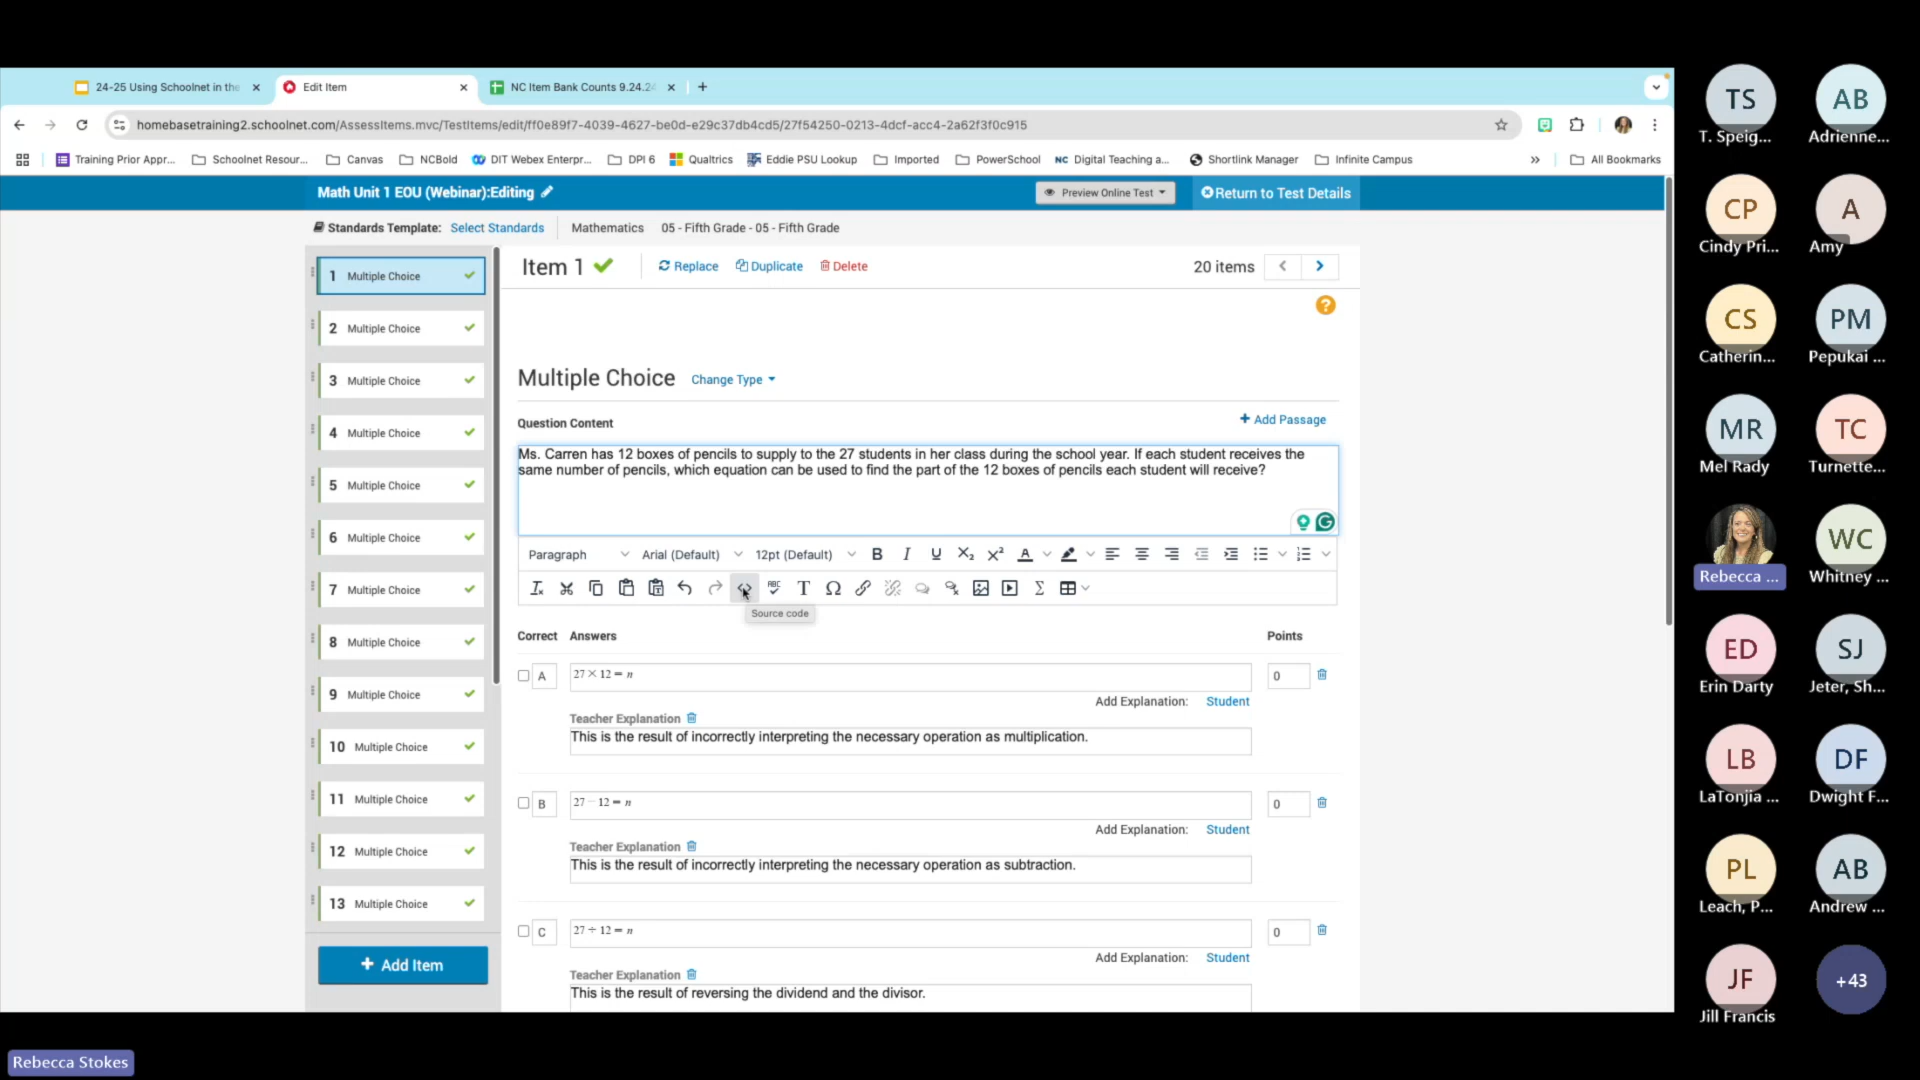 24-25 Using Schoolnet in the
Edit Item
NC Item Bank Counts 9.24.24
homebasetraining2.schoolnet.com/AssessItems.mvc/TestItems/edit/ff0e89f7-4039-4627-be0d-e29c37db4cd5/27f54250-0213-4dcf-acc4-2a62f3f0c915
Training Prior Appr...
Schoolnet Resour...
Canvas
NCBold
DIT Webex Enterpr...
DPI 6
Qualtrics
Eddie PSU Lookup
Imported
PowerSchool
NC Digital Teaching a...
Shortlink Manager
Infinite Campus
All Bookmarks
Math Unit 1 EOU (Webinar):Editing
Preview Online Test
Return to Test Details
Standards Template: Select Standards
Mathematics 05 - Fifth Grade - 05 - Fifth Grade
1 Multiple Choice
2 Multiple Choice
3 Multiple Choice
4 Multiple Choice
5 Multiple Choice
6 Multiple Choice
7 Multiple Choice
8 Multiple Choice
9 Multiple Choice
10 Multiple Choice
11 Multiple Choice
12 Multiple Choice
13 Multiple Choice
+ Add Item
Item 1
Replace
Duplicate
Delete
20 items
Multiple Choice Change Type
Question Content
+ Add Passage
Ms. Carren has 12 boxes of pencils to supply to the 27 students in her class during the school year. If each student receives the
same number of pencils, which equation can be used to find the part of the 12 boxes of pencils each student will receive?
Paragraph Arial (Default) 12pt (Default)
Source code
Correct Answers Points
A 27 × 12 = n 0
Add Explanation: Student
Teacher Explanation
This is the result of incorrectly interpreting the necessary operation as multiplication.
B 27 − 12 = n 0
Add Explanation: Student
Teacher Explanation
This is the result of incorrectly interpreting the necessary operation as subtraction.
C 27 ÷ 12 = n 0
Add Explanation: Student
Teacher Explanation
This is the result of reversing the dividend and the divisor.
TS
T. Speig...
AB
Adrienne...
CP
Cindy Pri...
A
Amy
CS
Catherin...
PM
Pepukai ...
MR
Mel Rady
TC
Turnette...
Rebecca ...
WC
Whitney ...
ED
Erin Darty
SJ
Jeter, Sh...
LB
LaTonjia ...
DF
Dwight F...
PL
Leach, P...
AB
Andrew ...
JF
Jill Francis
+43
Rebecca Stokes